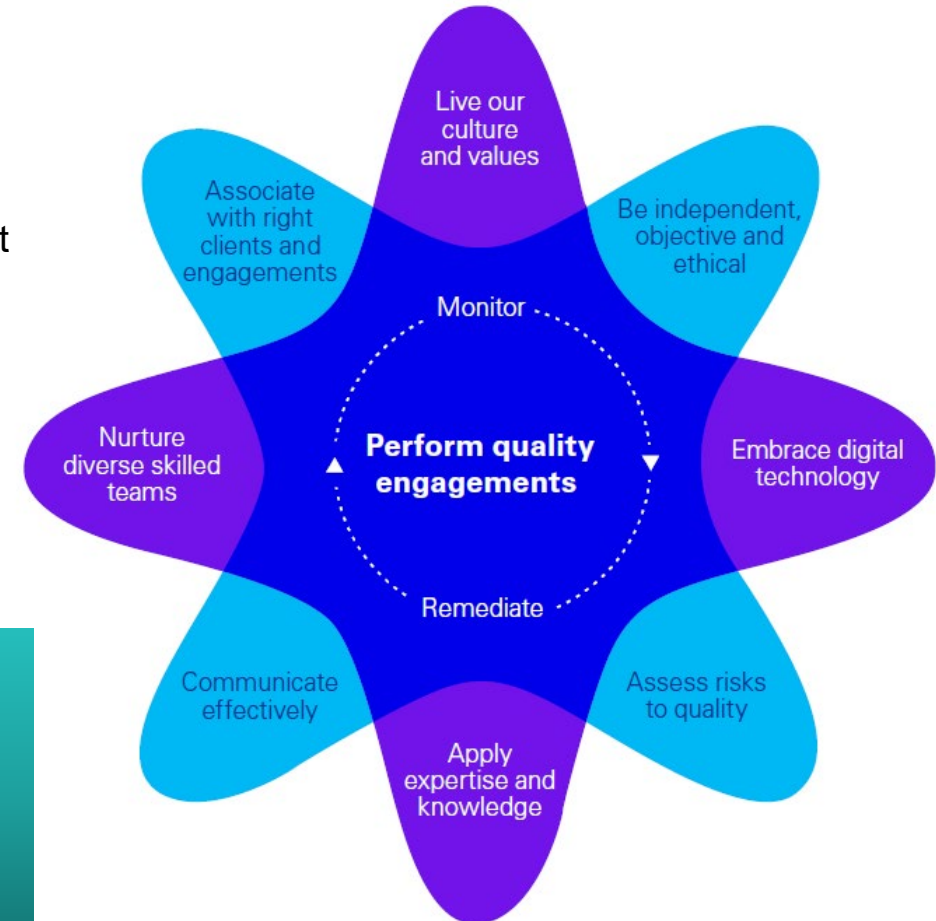 Live our
culture
and values
Associate
with right
clients and
engagements
Be independent,
objective and
ethical
t
Monitor
Nurture
diverse skilled
teams
Perform quality
engagements
Embrace digital
technology
Remediate
Communicate
effectively
Assess risks
to quality
Apply
expertise and
knowledge